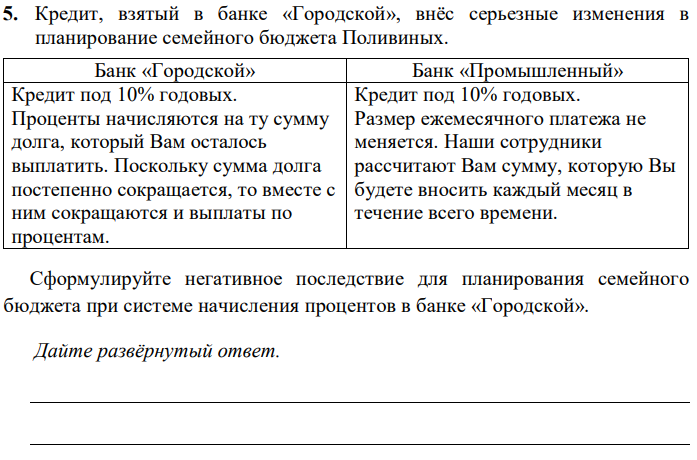 5. Кредит, взятый в банке «Городской», внёс серьезные изменения в
планирование семейного бюджета Поливиных.
Банк «Городской»
Кредит под 10% годовых.
Проценты начисляются на ту сумму
долга, который Вам осталось
выплатить. Поскольку сумма долга
постепенно сокращается, то вместе с
ним сокращаются и выплаты по
процентам.
Банк «Промышленный»
Кредит под 10% годовых.
Размер ежемесячного платежа не
меняется. Наши сотрудники
рассчитают Вам сумму, которую Вы
будете вносить каждый месяц в
течение всего времени.
Сформулируйте негативное последствие для планирования семейного
бюджета при системе начисления процентов в банке «Городской».
Дайте развёрнутый ответ.